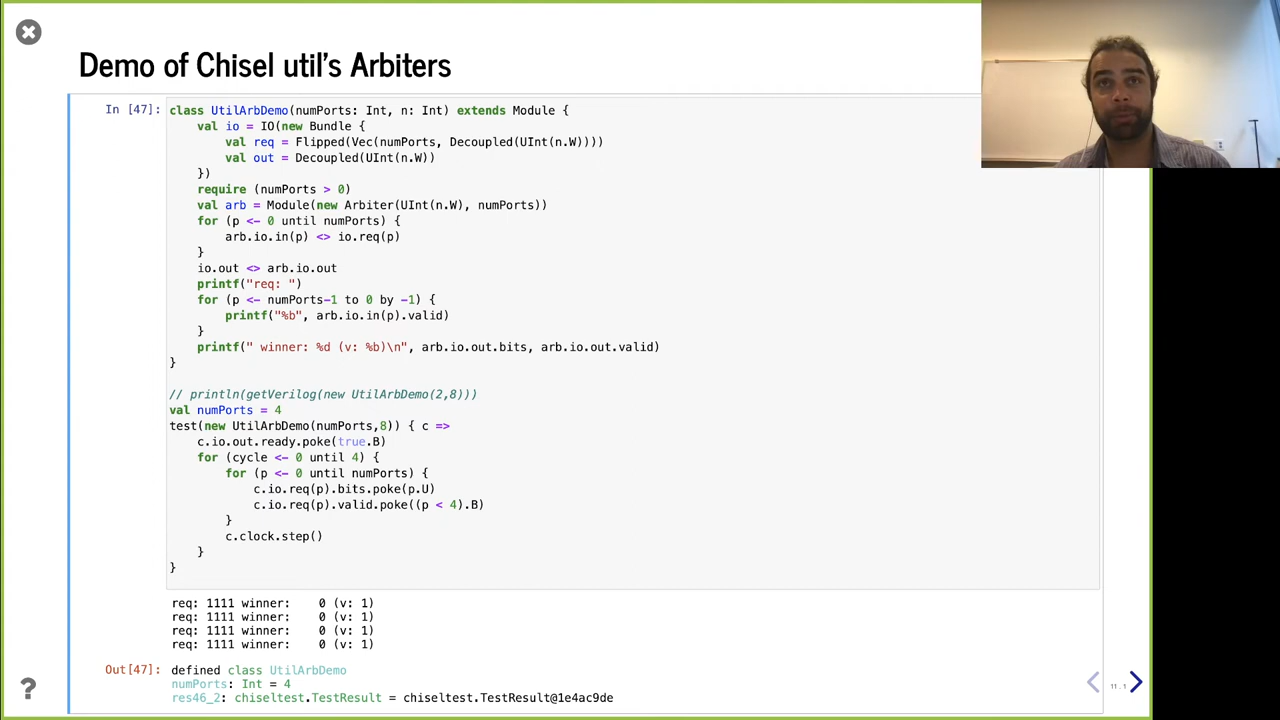 Demo of Chisel util's Arbiters
In [47]:
class UtilArbDemo(numPorts: Int, n: Int) extends Module {
    val io = IO(new Bundle {
        val req = Flipped(Vec(numPorts, Decoupled(UInt(n.W))))
        val out = Decoupled(UInt(n.W))
    })
    require (numPorts > 0)
    val arb = Module(new Arbiter(UInt(n.W), numPorts))
    for (p <- 0 until numPorts) {
        arb.io.in(p) <> io.req(p)
    }
    io.out <> arb.io.out
    printf("req: ")
    for (p <- numPorts-1 to 0 by -1) {
        printf("%b", arb.io.in(p).valid)
    }
    printf(" winner: %d (v: %b)\n", arb.io.out.bits, arb.io.out.valid)
}
// println(getVerilog(new UtilArbDemo(2,8)))
val numPorts = 4
test(new UtilArbDemo(numPorts,8)) { c =>
    c.io.out.ready.poke(true.B)
    for (cycle <- 0 until 4) {
        for (p <- 0 until numPorts) {
            c.io.req(p).bits.poke(p.U)
            c.io.req(p).valid.poke((p < 4).B)
        }
        c.clock.step()
    }
}
req: 1111 winner:    0 (v: 1)
req: 1111 winner:    0 (v: 1)
req: 1111 winner:    0 (v: 1)
req: 1111 winner:    0 (v: 1)
Out[47]:
defined class UtilArbDemo
numPorts: Int = 4
res46_2: chiseltest.TestResult = chiseltest.TestResult@1e4ac9de
?
11.1